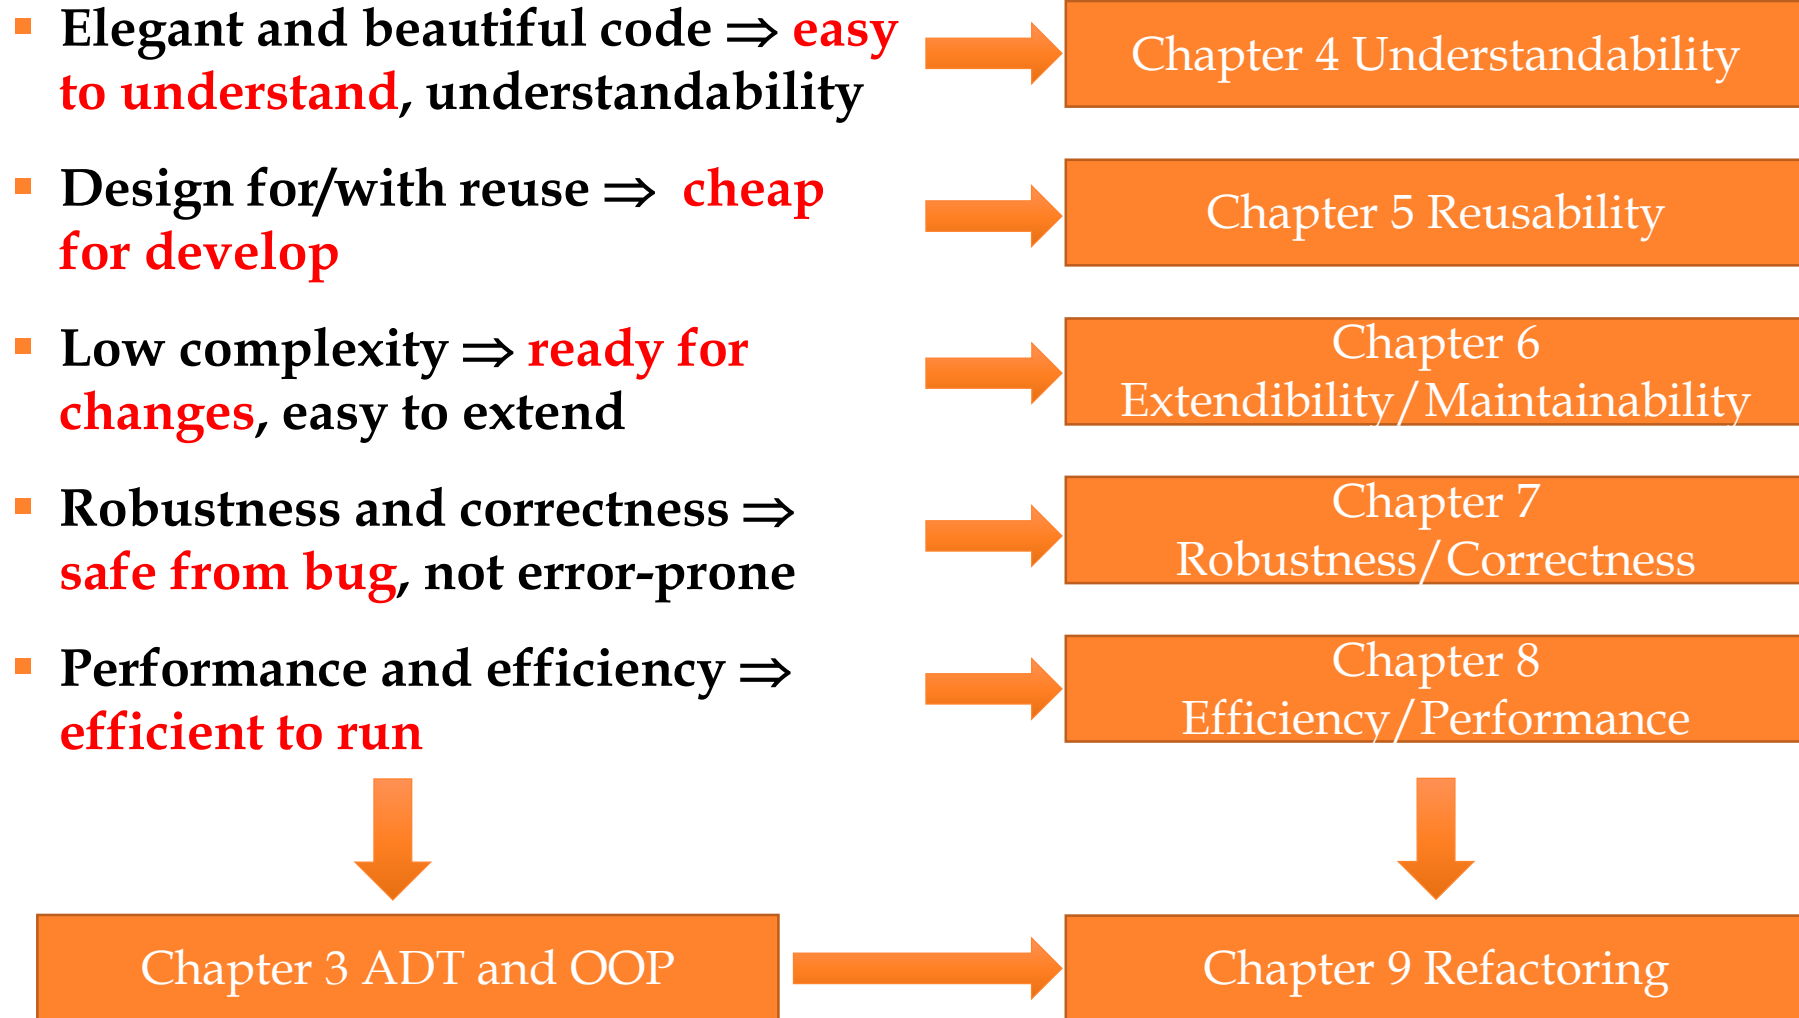 Elegant and beautiful code ⇒ easy
to understand, understandability
Chapter 4 Understandability
Design for/with reuse ⇒ cheap
for develop
Chapter 5 Reusability
Low complexity ⇒ ready for
changes, easy to extend
Chapter 6
Extendibility/Maintainability
Robustness and correctness ⇒
safe from bug, not error-prone
Chapter 7
Robustness/Correctness
Performance and efficiency ⇒
efficient to run
Chapter 8
Efficiency/Performance
Chapter 3 ADT and OOP
Chapter 9 Refactoring